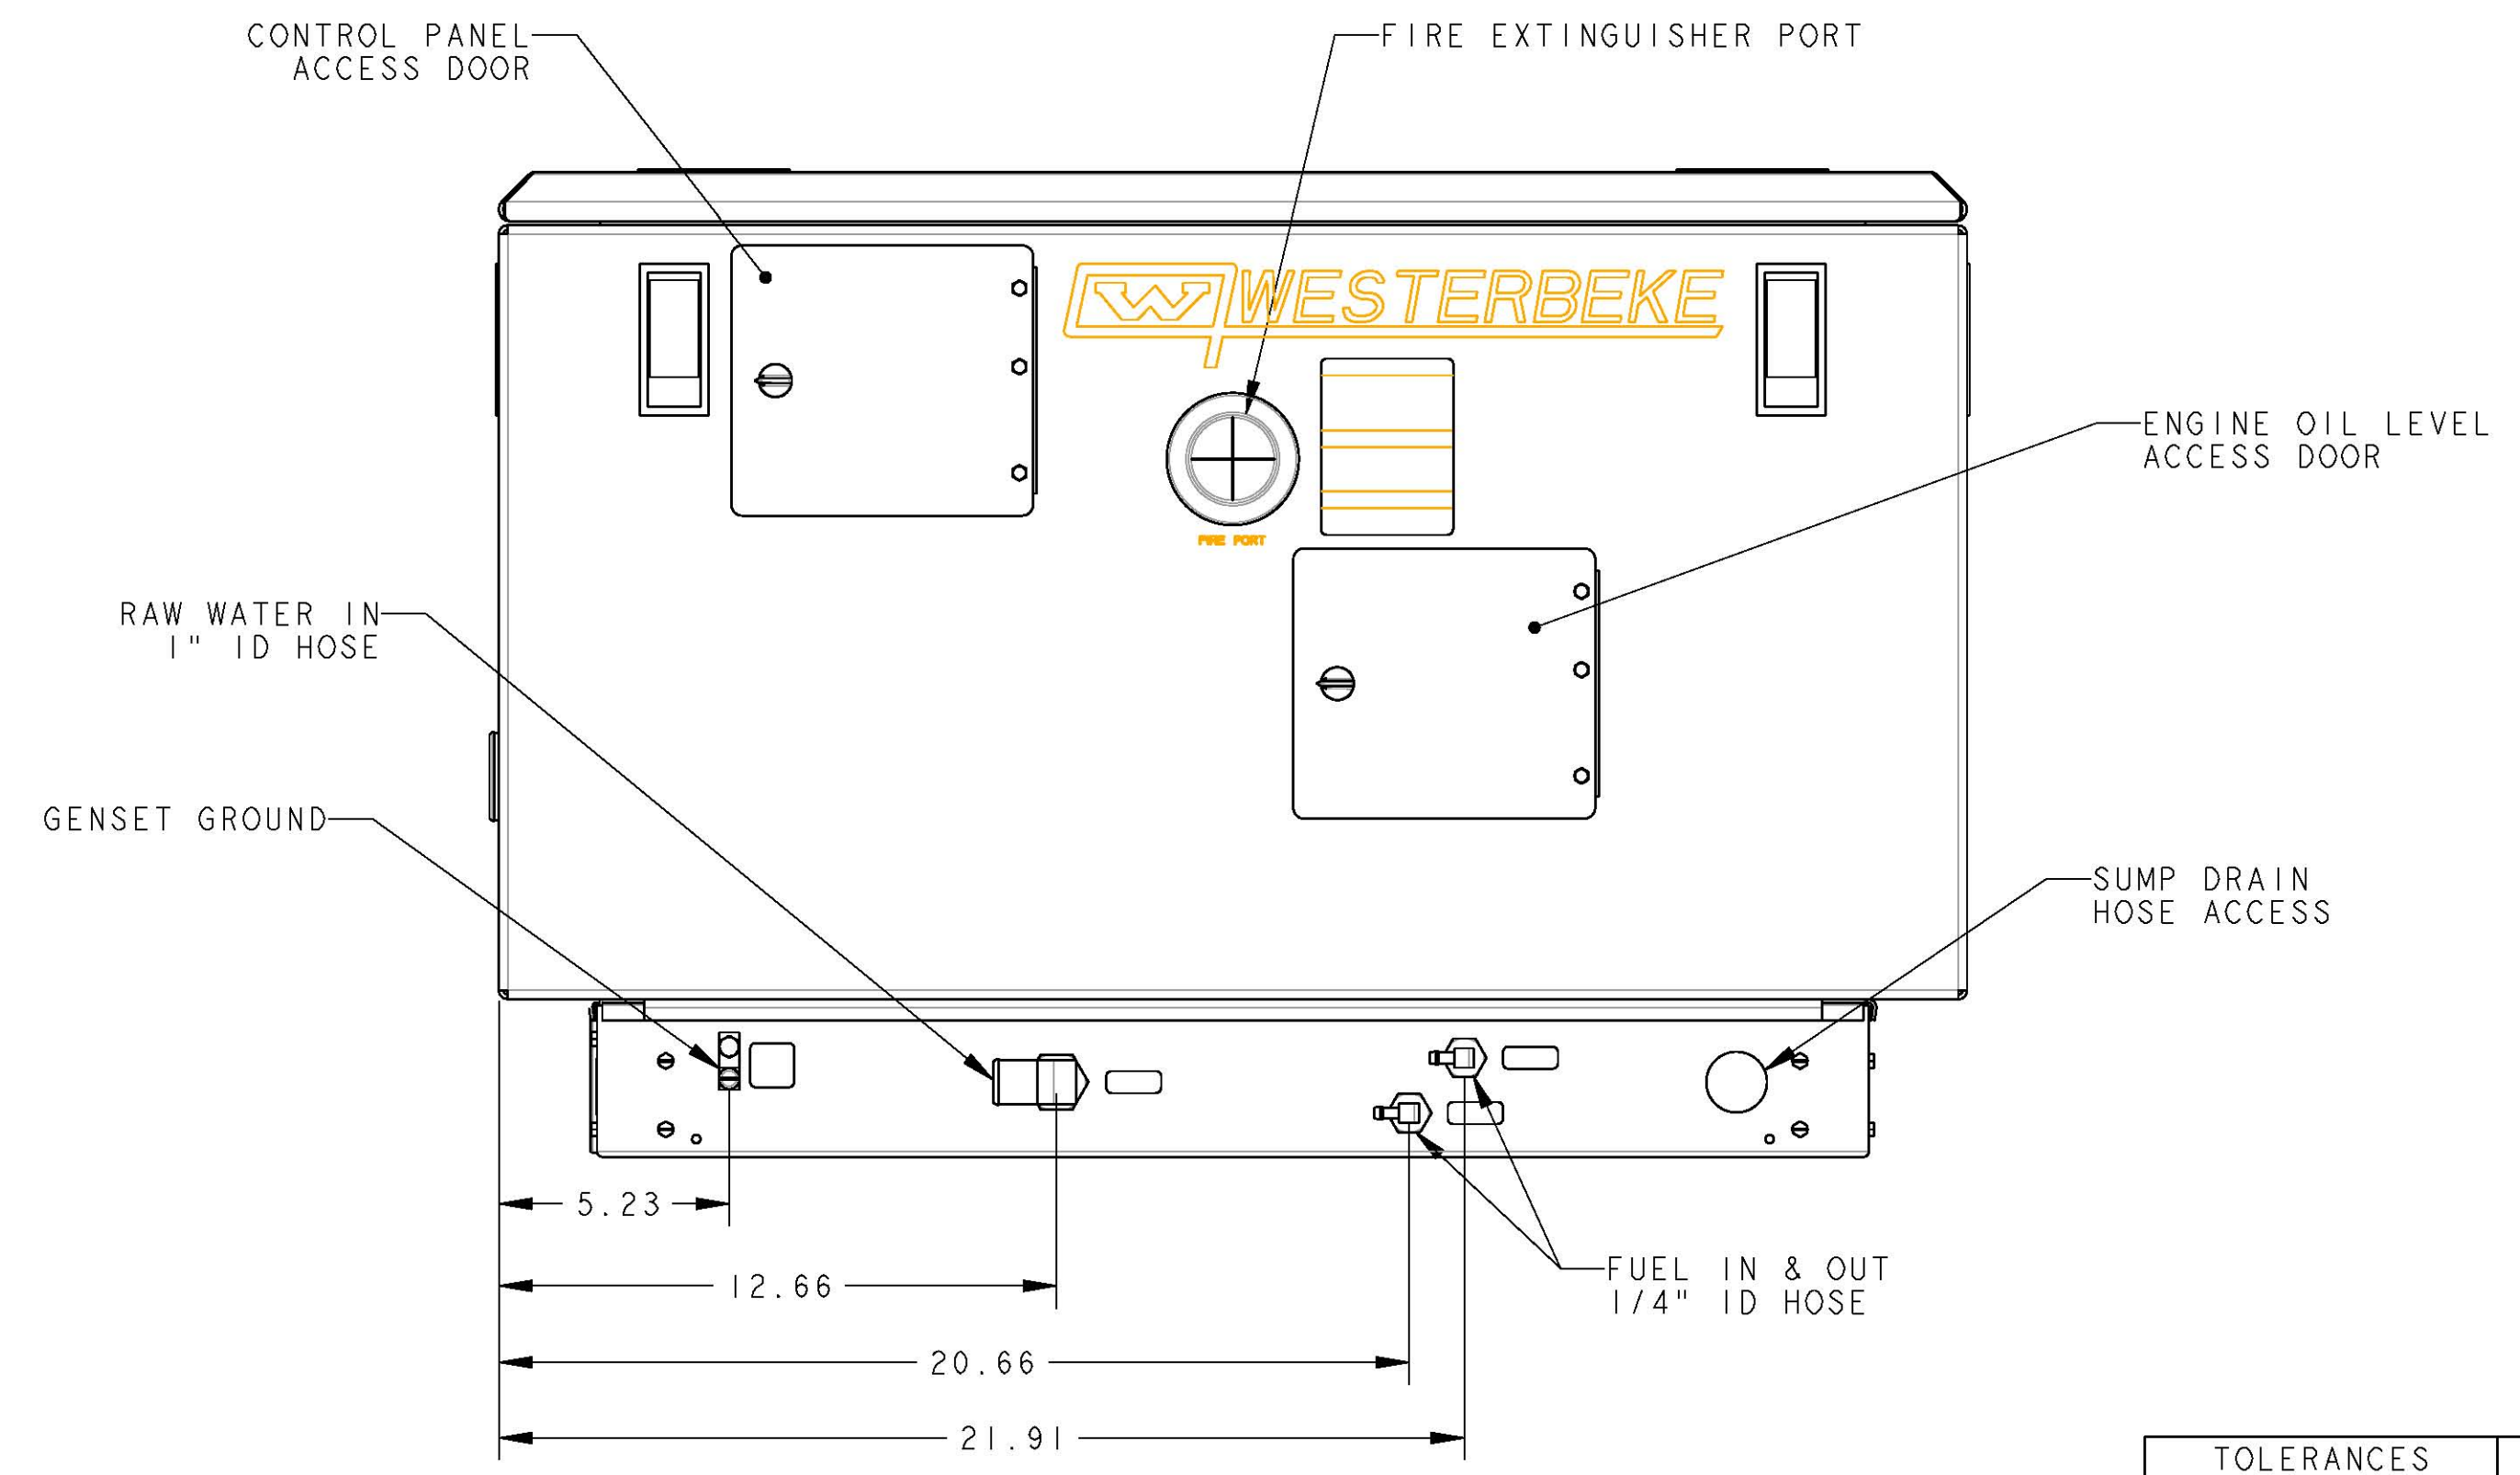 CONTROL PANEL
ACCESS DOOR
FIRE EXTINGUISHER PORT
WESTERBEKE
ENGINE OIL LEVEL
ACCESS DOOR
FIRE PORT
RAW WATER IN
1" ID HOSE
GENSET GROUND
SUMP DRAIN
HOSE ACCESS
5.23
12.66
FUEL IN & OUT
1/4" ID HOSE
20.66
21.91
TOLERANCES